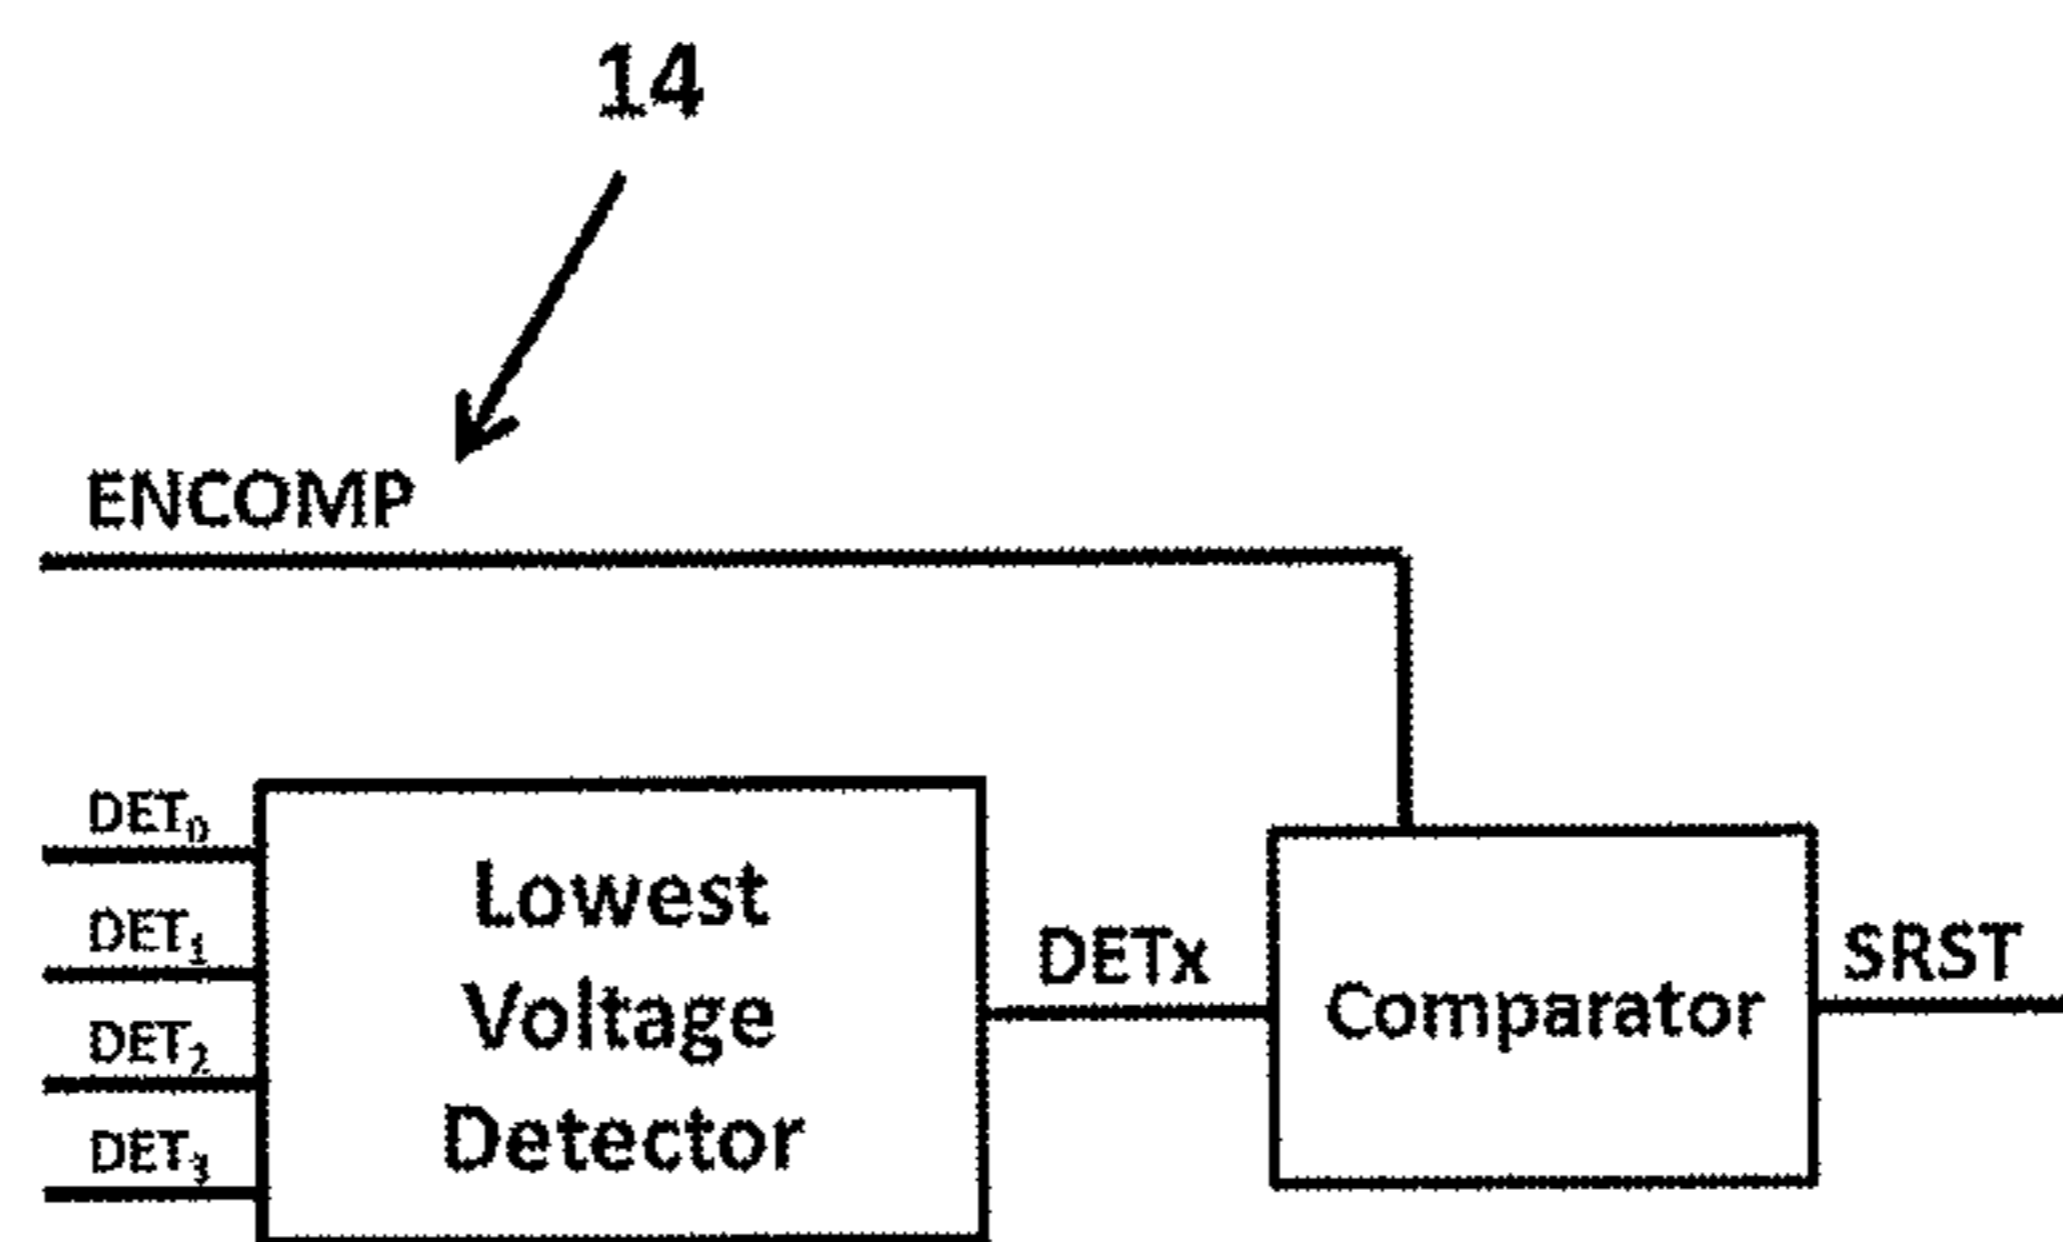 14
ENCOMP
DET₀
DET₁
DET₂
DET₃
Lowest
Voltage
Detector
DETx
Comparator
SRST